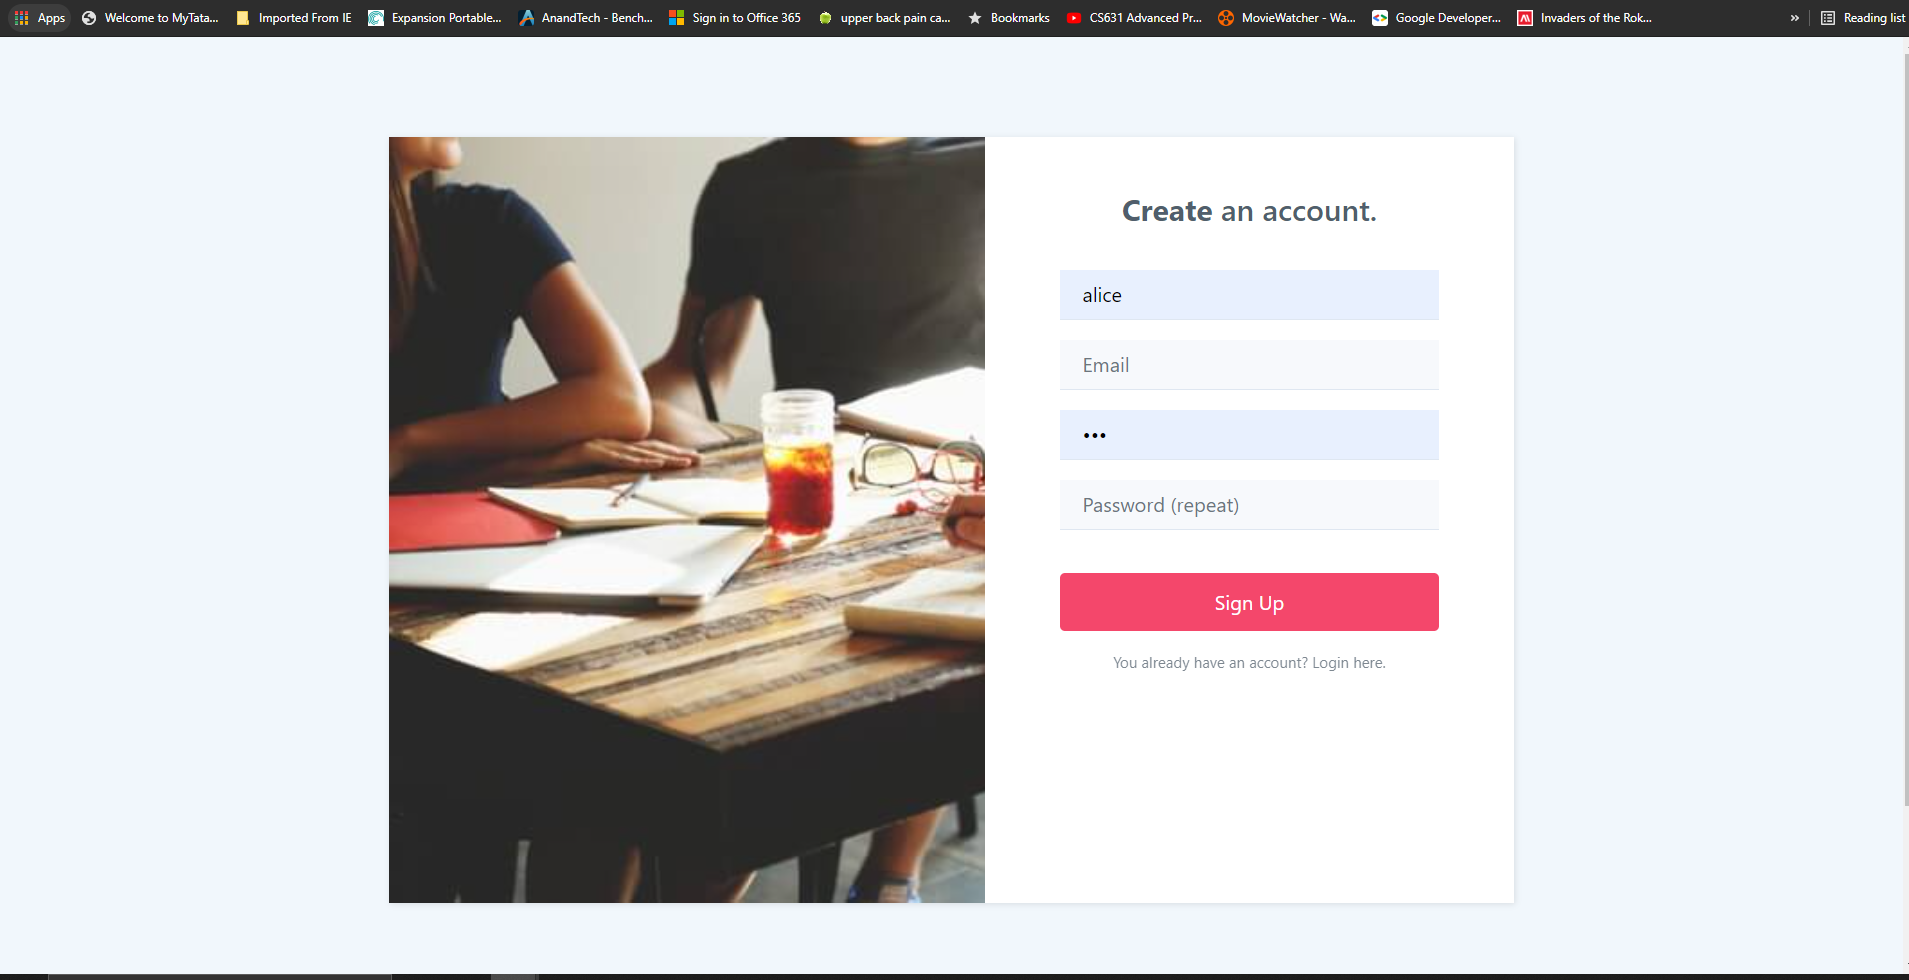 Apps Welcome to MyTata... Imported From IE Expansion Portable... AnandTech - Bench... Sign in to Office 365 upper back pain ca... Bookmarks CS631 Advanced Pr... MovieWatcher - Wa... Google Developer... Invaders of the Rok... » Reading list
Create an account.
alice
Email
•••
Password (repeat)
Sign Up
You already have an account? Login here.